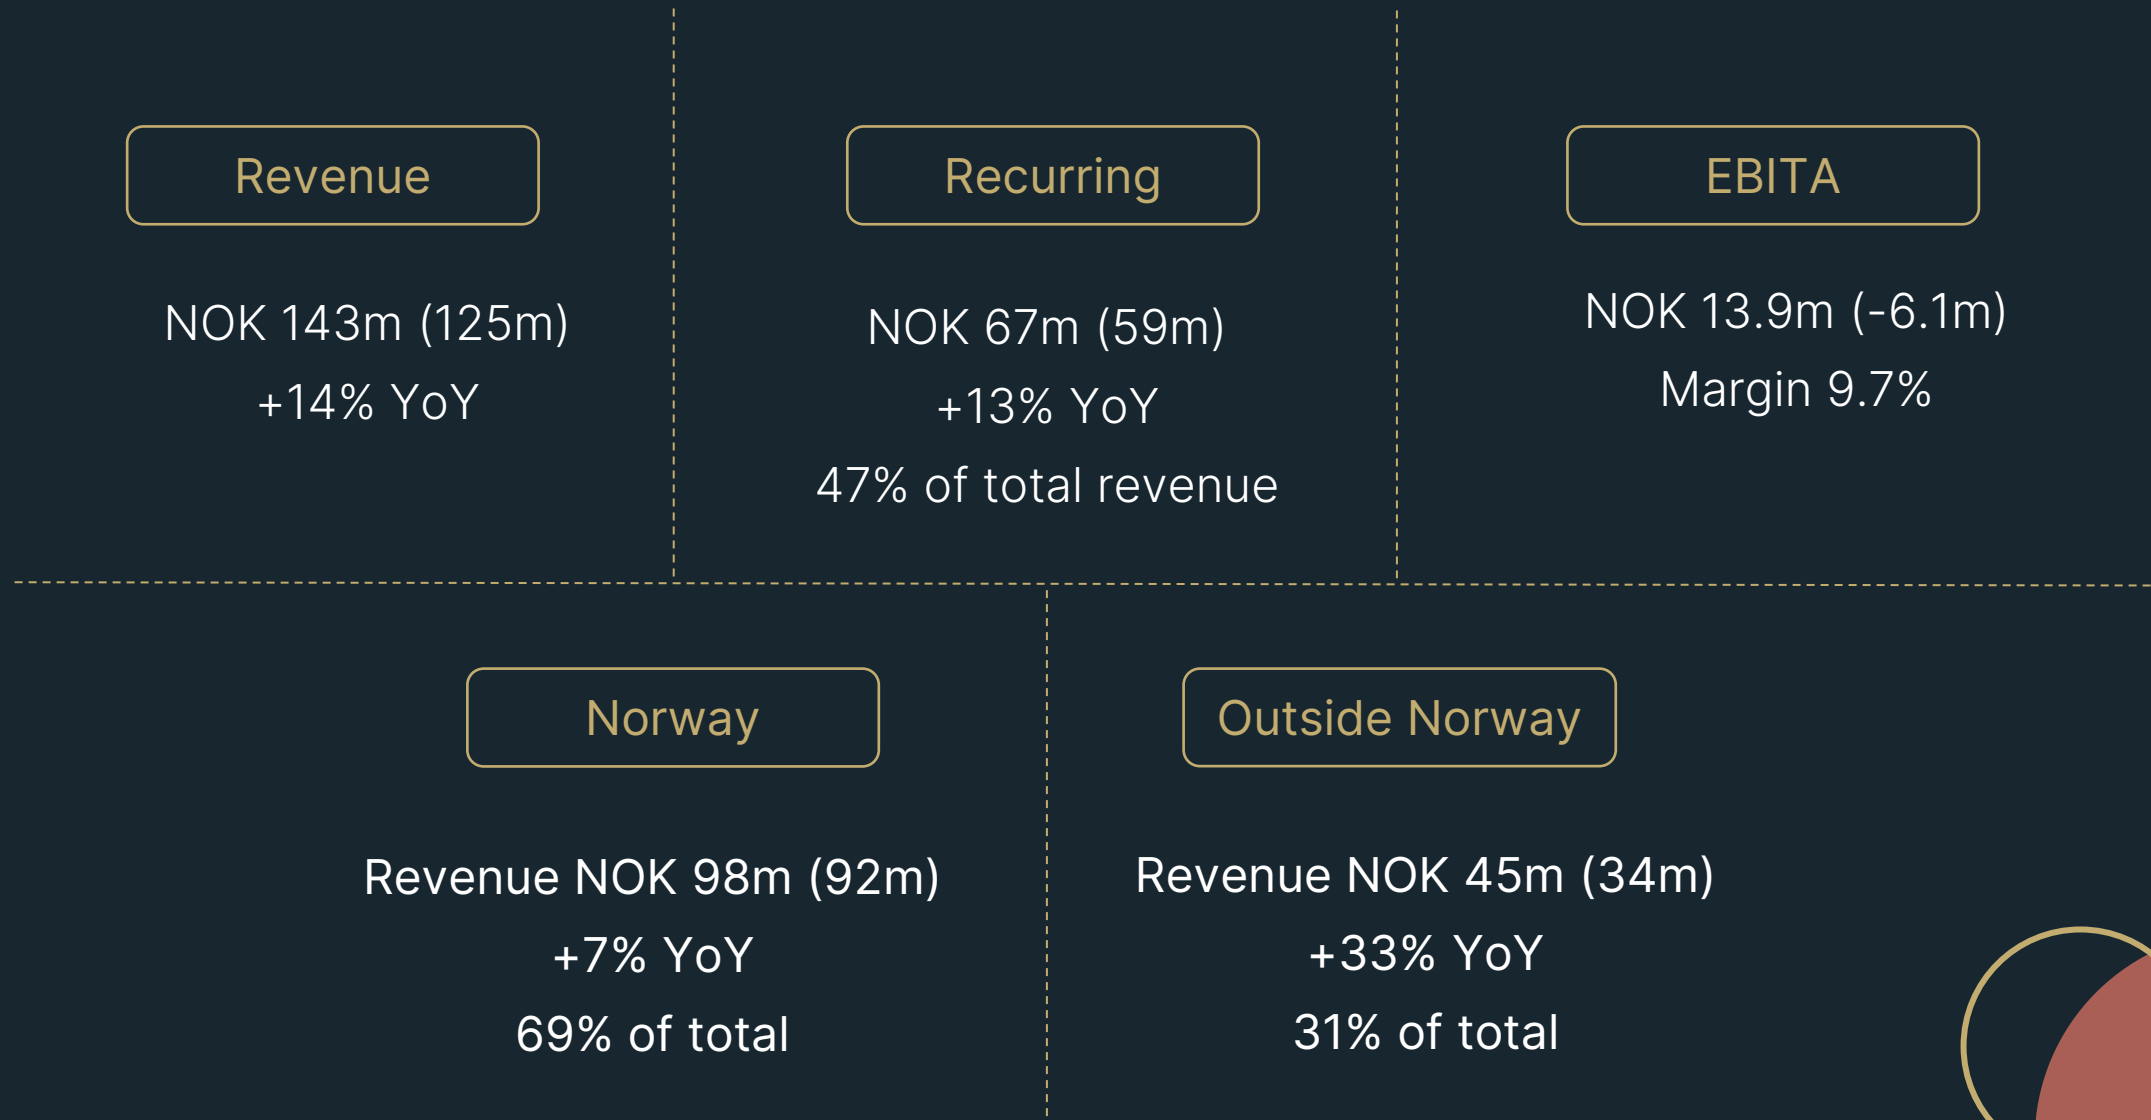 Revenue
NOK 143m (125m)
+14% YoY
Recurring
NOK 67m (59m)
+13% YoY
47% of total revenue
EBITA
NOK 13.9m (-6.1m)
Margin 9.7%
Norway
Revenue NOK 98m (92m)
+7% YoY
69% of total
Outside Norway
Revenue NOK 45m (34m)
+33% YoY
31% of total